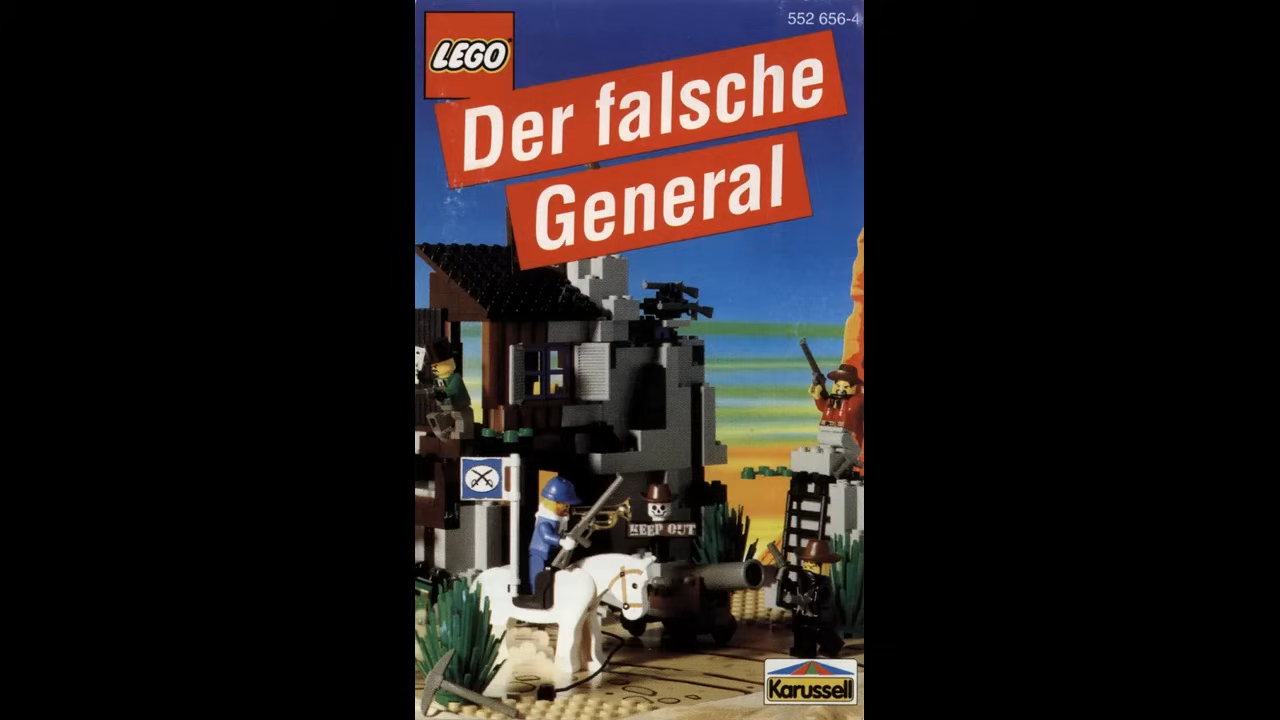 552 656-4
LEGO
Der falsche
General
KEEP OUT
Karussell